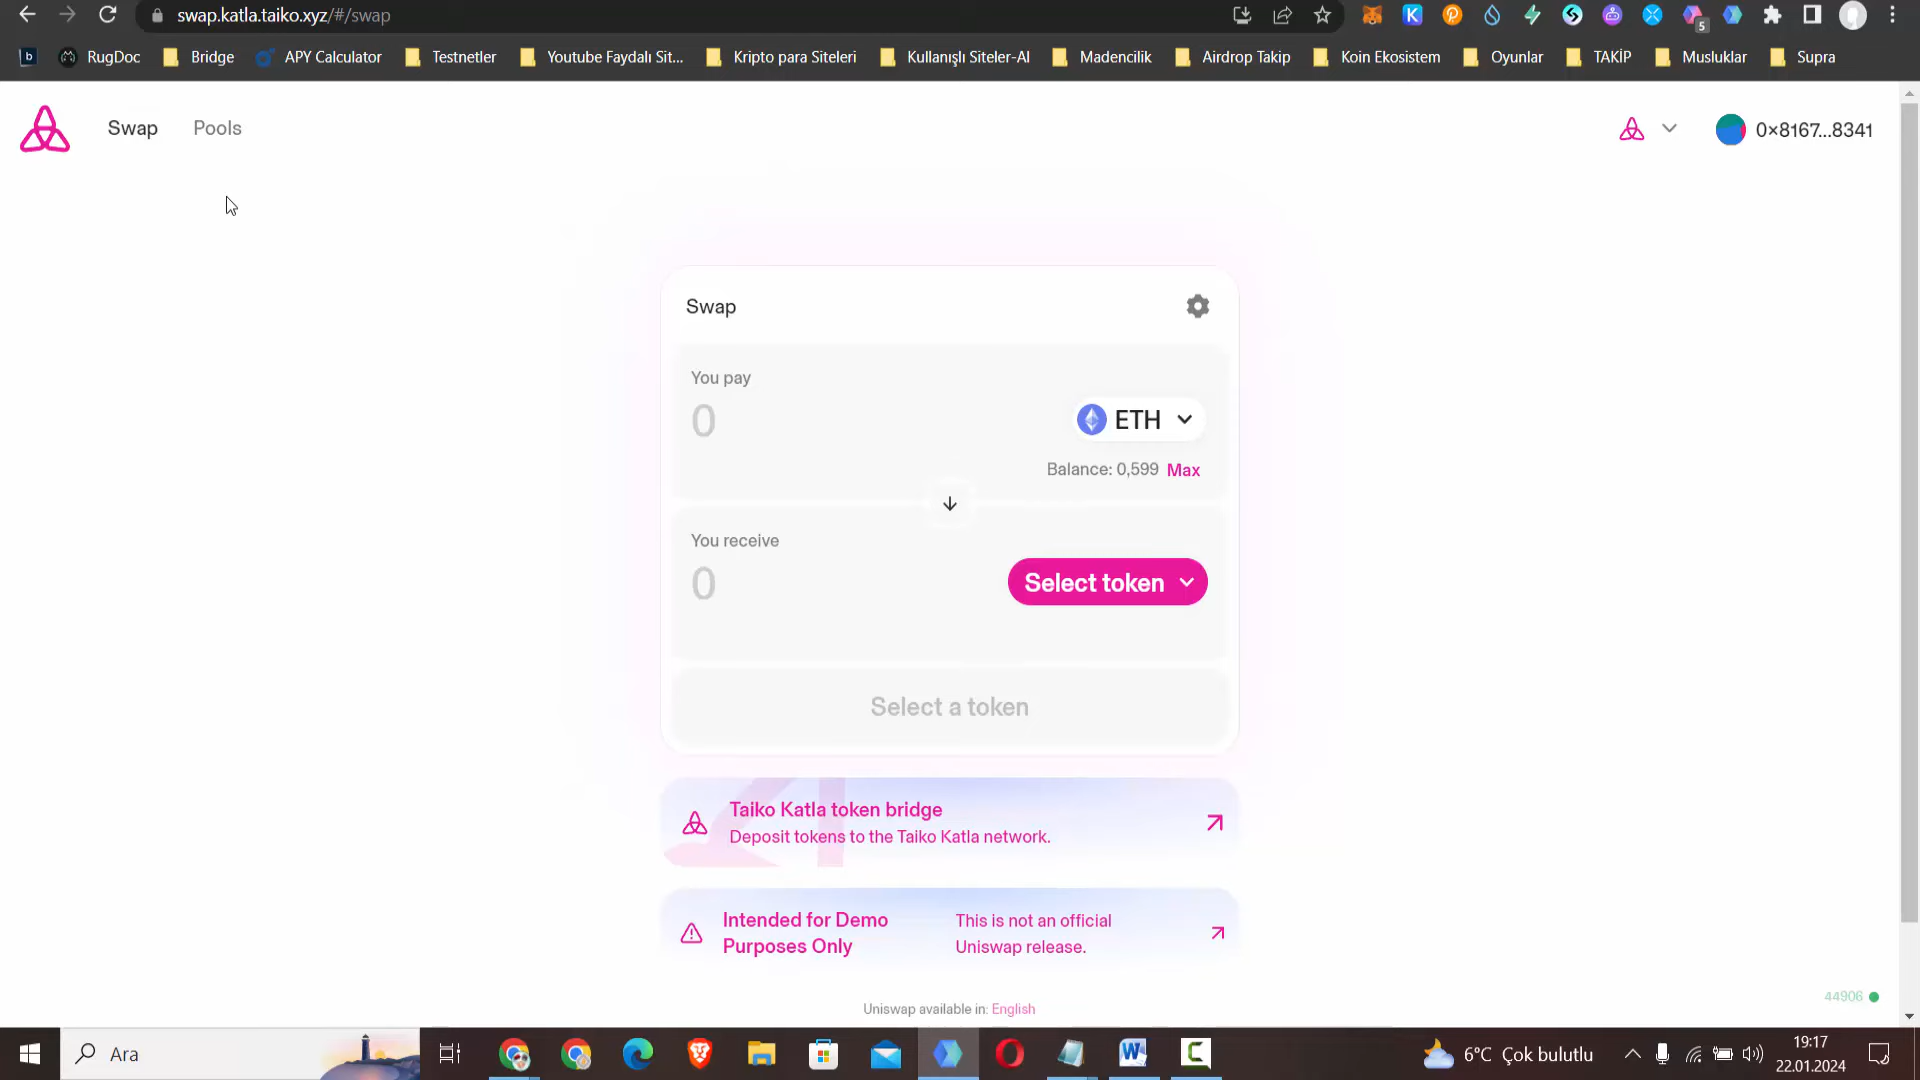 swap.katla.taiko.xyz/#/swap
5
b RugDoc Bridge APY Calculator Testnetler Youtube Faydalı Sit... Kripto para Siteleri Kullanışlı Siteler-AI Madencilik Airdrop Takip Koin Ekosistem Oyunlar TAKİP Musluklar Supra
Swap Pools 0×8167...8341
Swap
You pay
0 ETH
Balance: 0,599 Max
You receive
0 Select token
Select a token
Taiko Katla token bridge
Deposit tokens to the Taiko Katla network.
Intended for Demo
Purposes Only
This is not an official
Uniswap release.
44906
Uniswap available in: English
Ara
6°C Çok bulutlu
19:17
22.01.2024